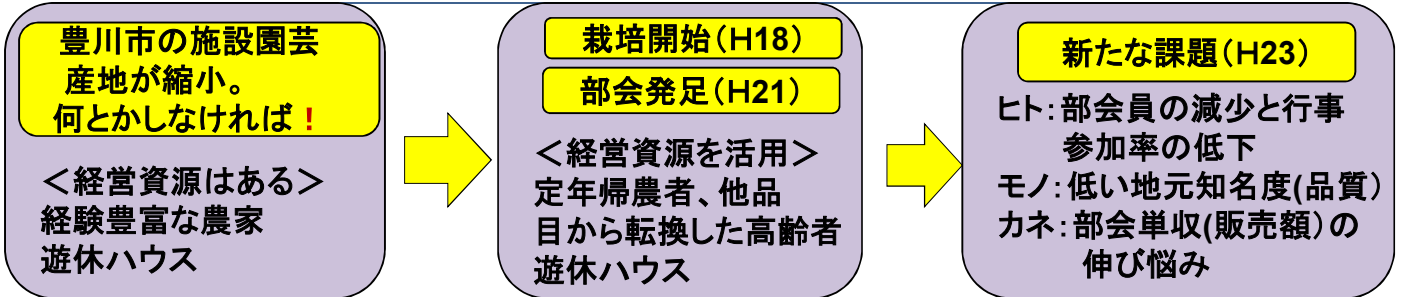 豊川市の施設園芸
産地が縮小。
何とかしなければ！
＜経営資源はある＞
経験豊富な農家
遊休ハウス
栽培開始（H18）
部会発足（H21）
＜経営資源を活用＞
定年帰農者、他品
目から転換した高齢者
遊休ハウス
新たな課題（H23）
ヒト：部会員の減少と行事
参加率の低下
モノ：低い地元知名度(品質）
カネ：部会単収(販売額）の
伸び悩み